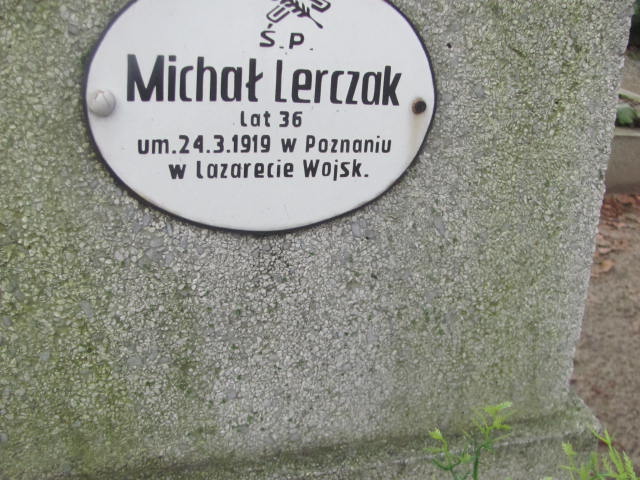 Ś.P.
Michał Lerczak
Lat 36
um.24.3.1919 w Poznaniu
w Lazarecie Wojsk.